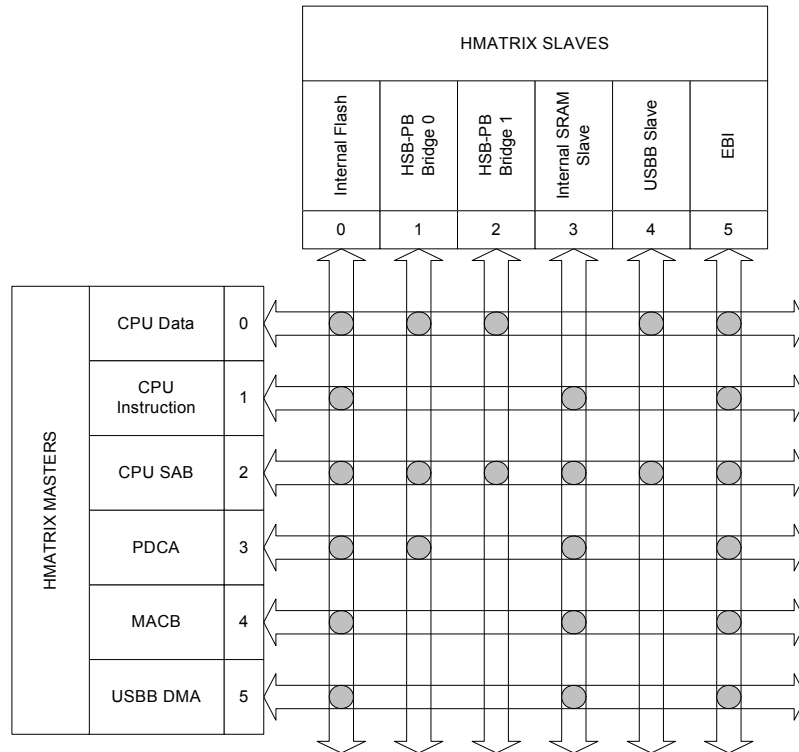 HMATRIX SLAVES
Internal Flash
HSB-PB
Bridge 0
HSB-PB
Bridge 1
Internal SRAM
Slave
USBB Slave
EBI
0 1 2 3 4 5
HMATRIX MASTERS
CPU Data 0
CPU
Instruction 1
CPU SAB 2
PDCA 3
MACB 4
USBB DMA 5